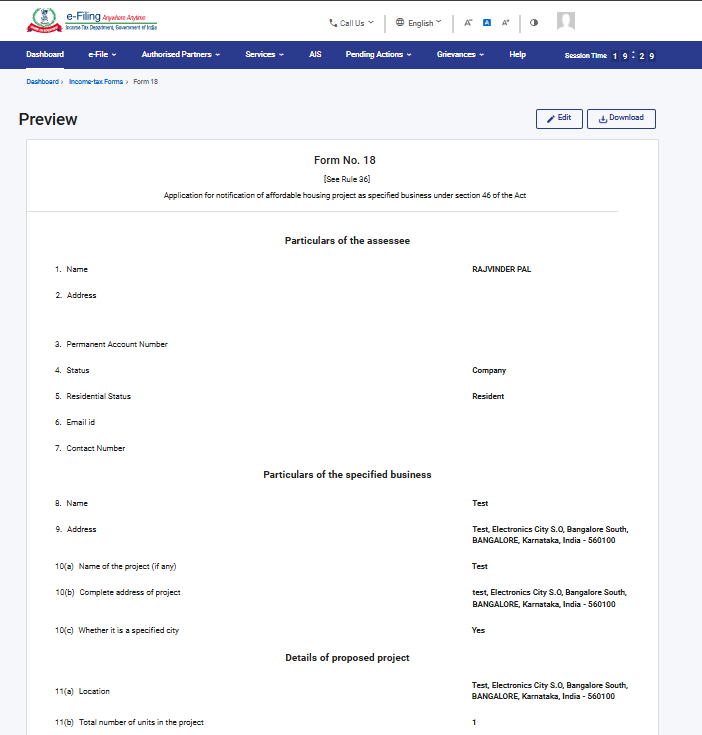 e-Filing Anywhere Anytime
Income Tax Department, Government of India
Call Us
English
A-
A
A+
Dashboard
e-File
Authorised Partners
Services
AIS
Pending Actions
Grievances
Help
Session Time 1 9 : 2 9
Dashboard > Income-tax Forms > Form 18
Preview
Edit
Download
Form No. 18
[See Rule 36]
Application for notification of affordable housing project as specified business under section 46 of the Act
Particulars of the assessee
1. Name RAJVINDER PAL
2. Address
3. Permanent Account Number
4. Status Company
5. Residential Status Resident
6. Email id
7. Contact Number
Particulars of the specified business
8. Name Test
9. Address Test, Electronics City S.O, Bangalore South,
BANGALORE, Karnataka, India - 560100
10(a) Name of the project (if any) Test
10(b) Complete address of project test, Electronics City S.O, Bangalore South,
BANGALORE, Karnataka, India - 560100
10(c) Whether it is a specified city Yes
Details of proposed project
11(a) Location Test, Electronics City S.O, Bangalore South,
BANGALORE, Karnataka, India - 560100
11(b) Total number of units in the project 1